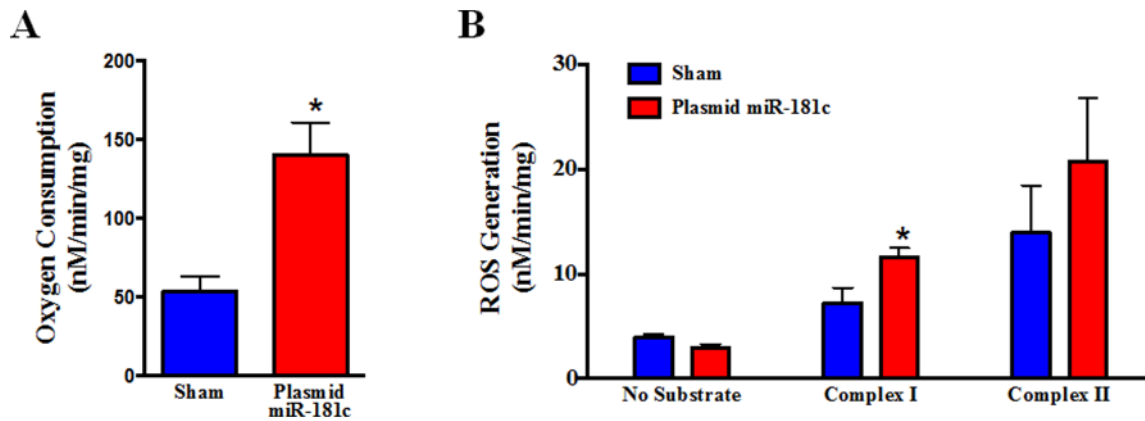 A
Oxygen Consumption
(nM/min/mg)
200
150
100
50
0
*
Sham
Plasmid
miR-181c
B
ROS Generation
(nM/min/mg)
30
20
10
0
Sham
Plasmid miR-181c
*
No Substrate
Complex I
Complex II